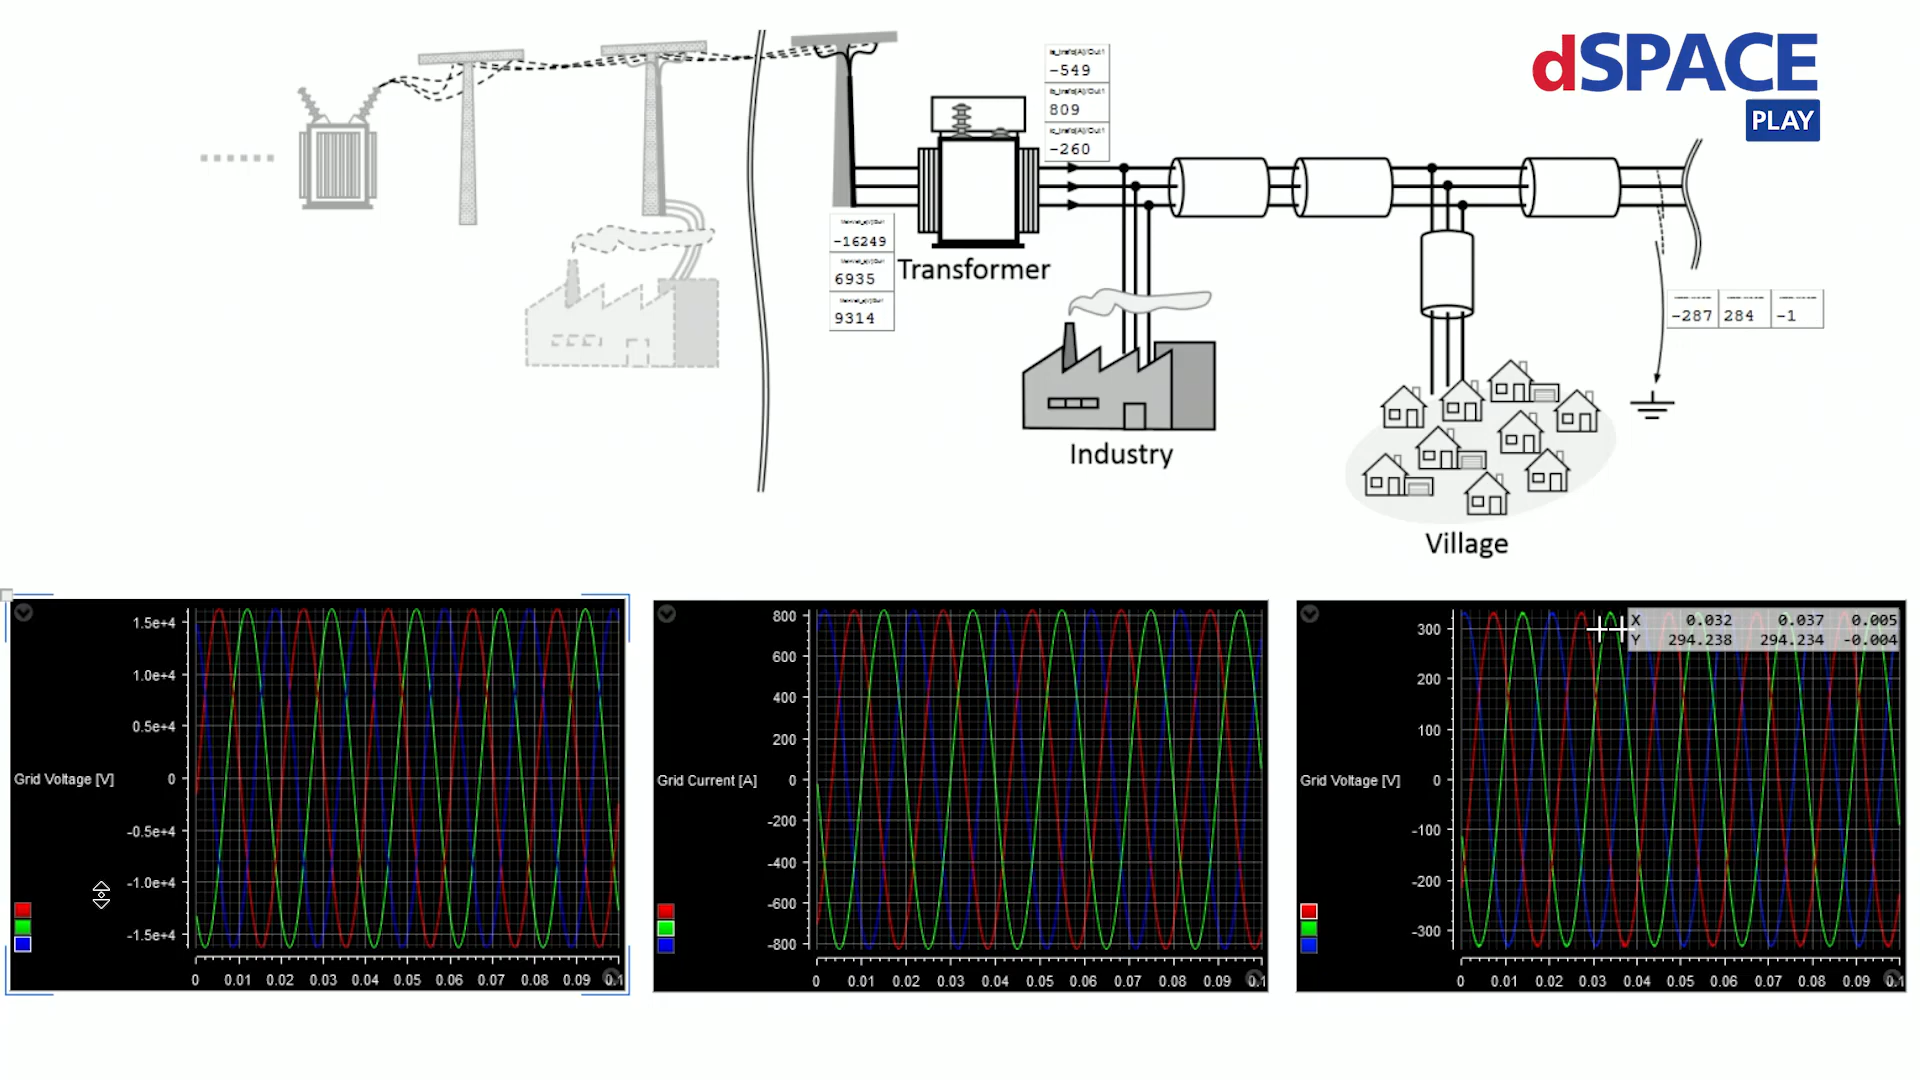 dSPACE
PLAY
-549
809
-260
-16249
6935
9314
Transformer
-287 284 -1
Industry
Village
Grid Voltage [V]
1.5e+4
1.0e+4
0.5e+4
0
-0.5e+4
-1.0e+4
-1.5e+4
0 0.01 0.02 0.03 0.04 0.05 0.06 0.07 0.08 0.09 0.1
Grid Current [A]
800
600
400
200
0
-200
-400
-600
-800
0 0.01 0.02 0.03 0.04 0.05 0.06 0.07 0.08 0.09 0.1
X 0.032 0.037 0.005
Y 294.238 294.234 -0.004
Grid Voltage [V]
300
200
100
0
-100
-200
-300
0 0.01 0.02 0.03 0.04 0.05 0.06 0.07 0.08 0.09 0.1